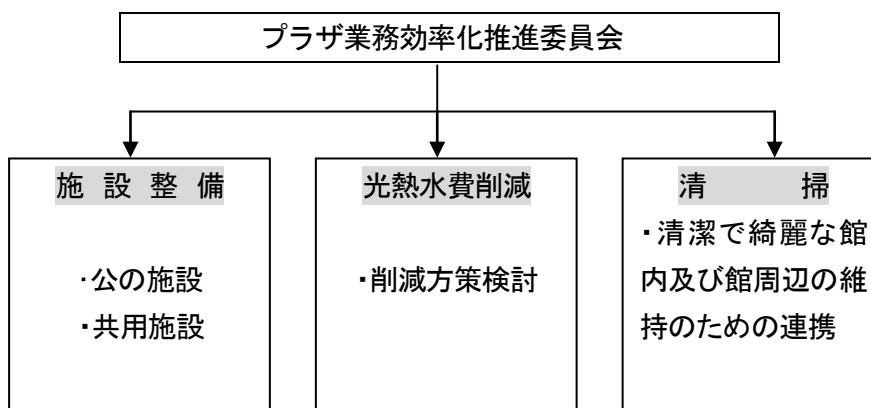 プラザ業務効率化推進委員会
施設整備
・公の施設
・共用施設
光熱水費削減
・削減方策検討
清掃
・清潔で綺麗な館
内及び館周辺の維
持のための連携